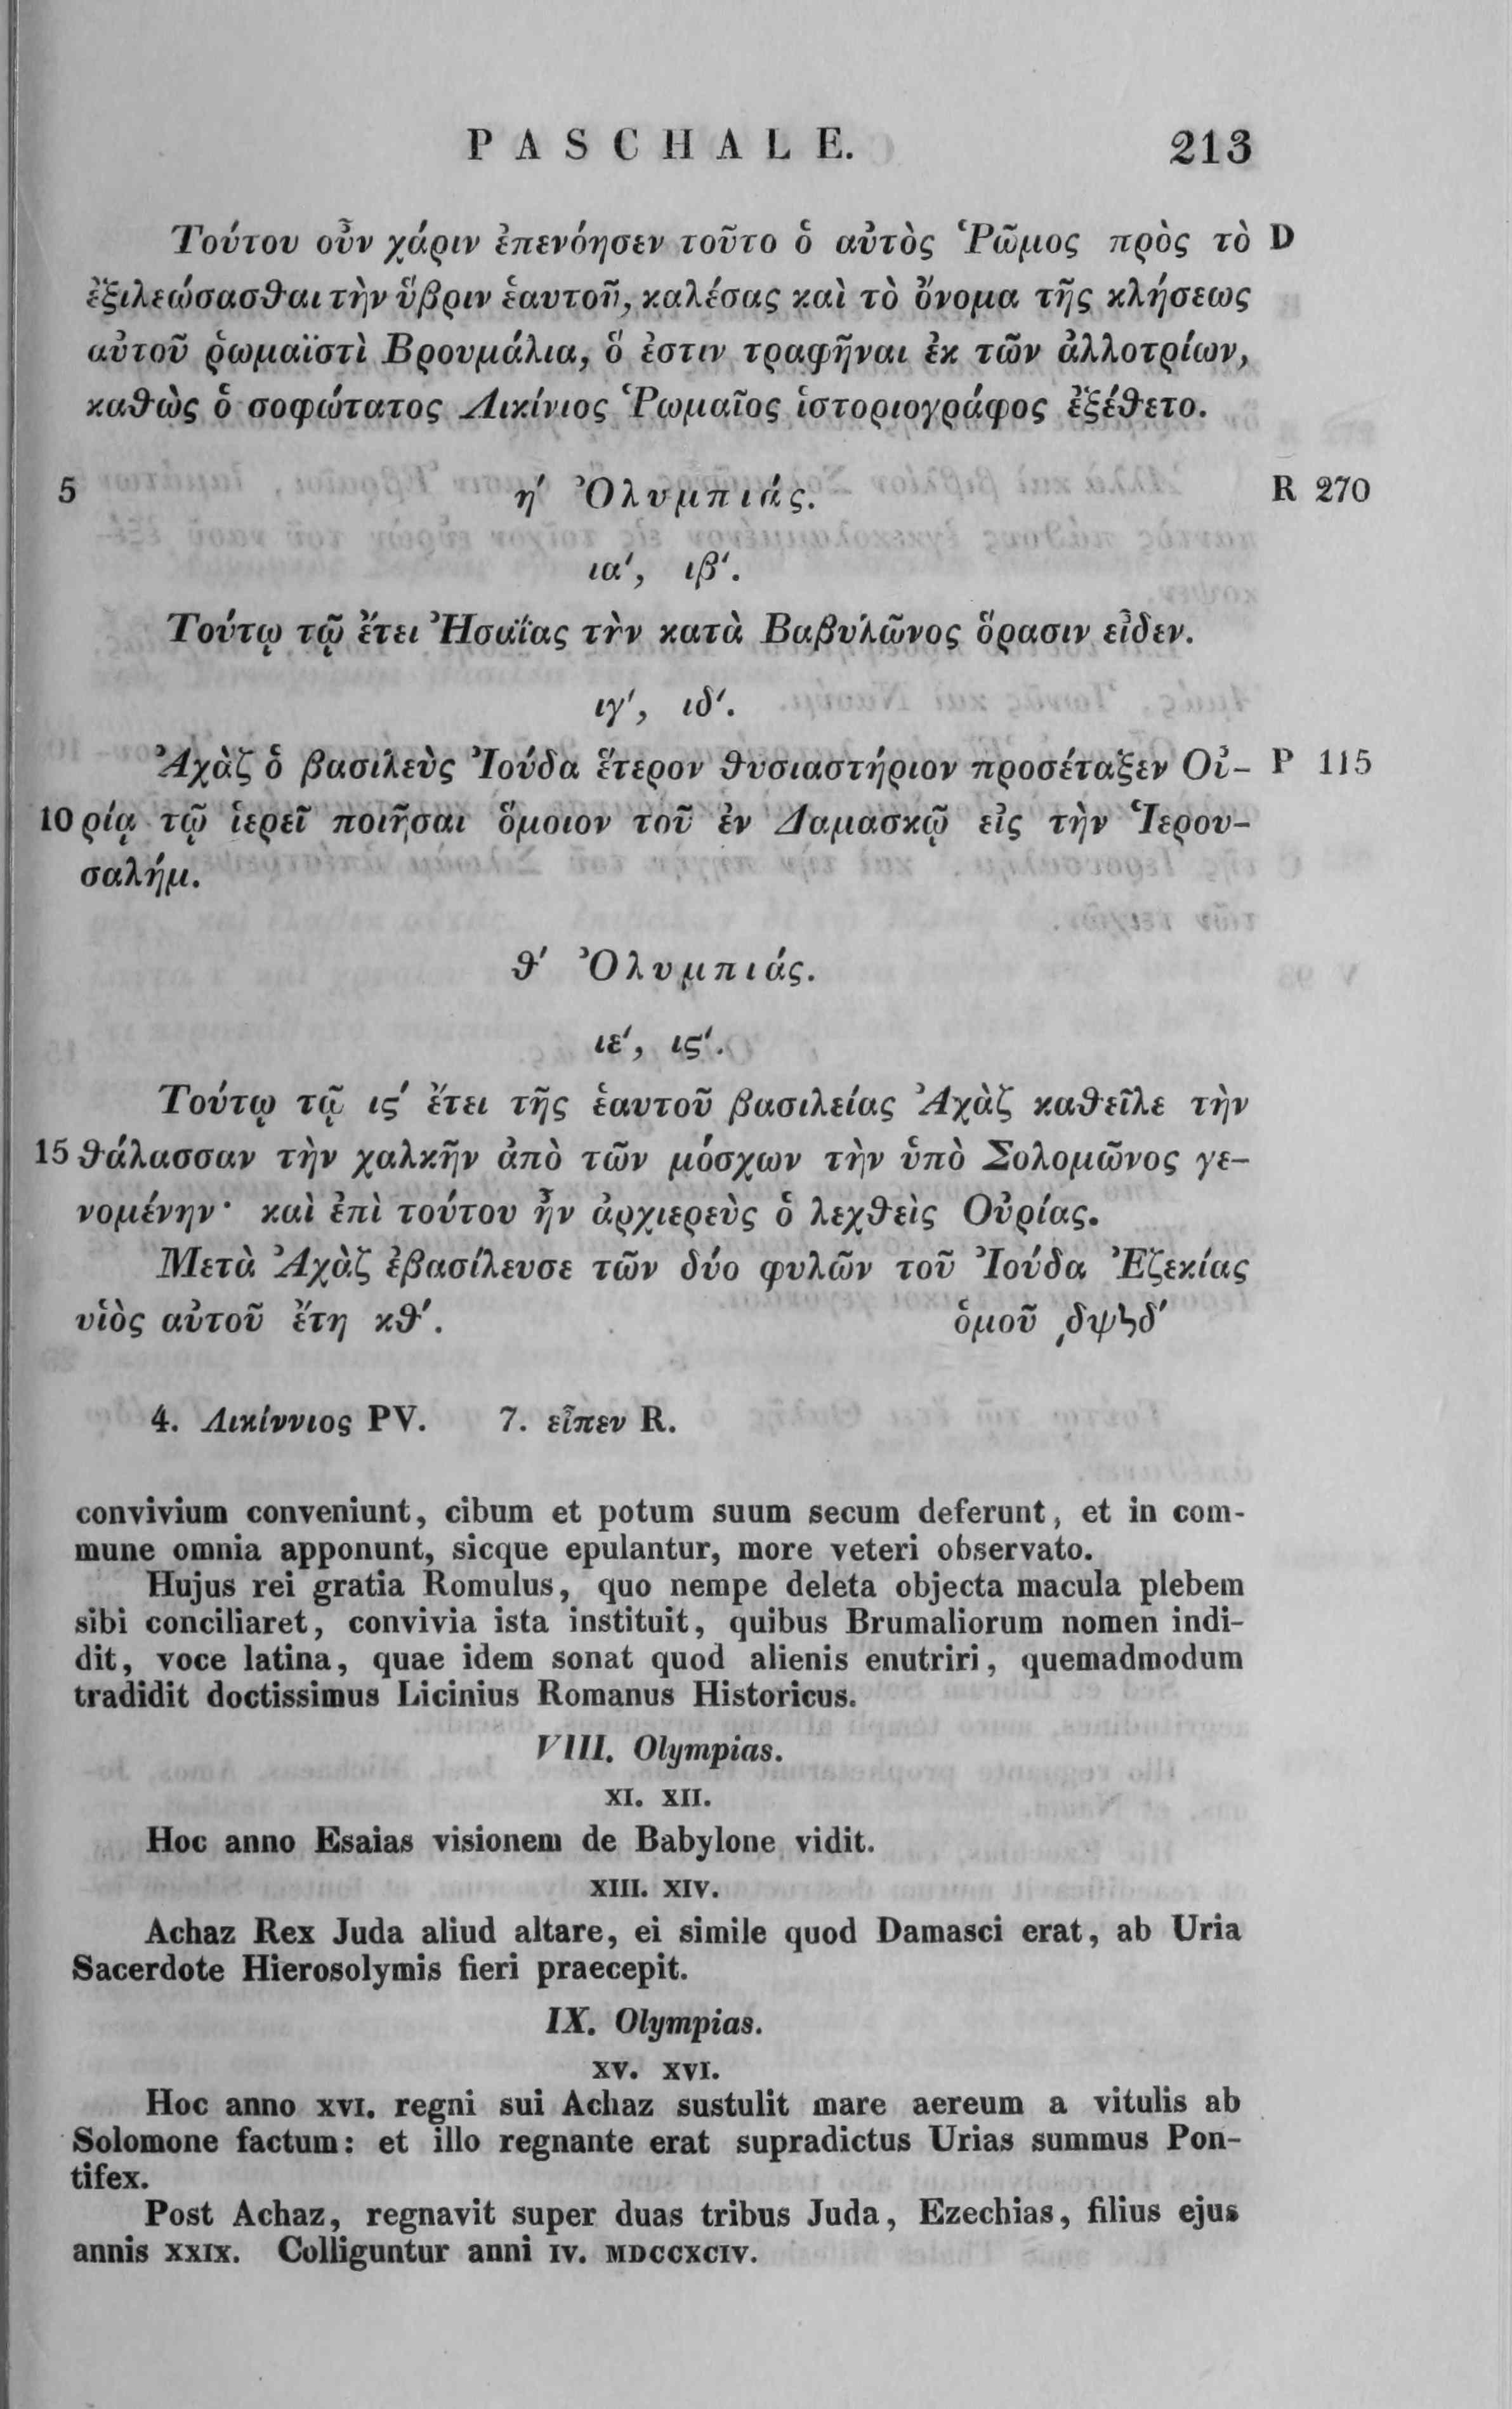 PASCHALE. 213
Τούτου οὖν χάριν ἐπενόησεν τοῦτο ὁ αὐτὸς Ῥῶμος πρὸς τὸ D
ἐξιλεώσασθαι τὴν ὕβριν ἑαυτοῦ, καλέσας καὶ τὸ ὄνομα τῆς κλήσεως
αὐτοῦ ῥωμαϊστὶ Βρουμάλια, ὅ ἐστιν τραφῆναι ἐκ τῶν ἀλλοτρίων,
καθὼς ὁ σοφώτατος Λικίνιος Ῥωμαῖος ἱστοριογράφος ἐξέθετο.
5 η′ Ὀλυμπιάς. R 270
ια′, ιβ′.
Τούτῳ τῷ ἔτει Ἡσαΐας τὴν κατὰ Βαβυλῶνος ὅρασιν εἶδεν.
ιγ′, ιδ′.
Ἀχὰζ ὁ βασιλεὺς Ἰούδα ἕτερον θυσιαστήριον προσέταξεν Οὐ- P 115
10 ρίᾳ τῷ ἱερεῖ ποιῆσαι ὅμοιον τοῦ ἐν Δαμασκῷ εἰς τὴν Ἱερου-
σαλήμ.
θ′ Ὀλυμπιάς.
ιε′, ις′.
Τούτῳ τῷ ις′ ἔτει τῆς ἑαυτοῦ βασιλείας Ἀχὰζ καθεῖλε τὴν
15 θάλασσαν τὴν χαλκῆν ἀπὸ τῶν μόσχων τὴν ὑπὸ Σολομῶνος γε-
νομένην· καὶ ἐπὶ τούτου ἦν ἀρχιερεὺς ὁ λεχθεὶς Οὐρίας.
Μετὰ Ἀχὰζ ἐβασίλευσε τῶν δύο φυλῶν τοῦ Ἰούδα Ἐζεκίας
υἱὸς αὐτοῦ ἔτη κθ′. ὁμοῦ ͵δψϟδ′
4. Λικίννιος PV. 7. εἶπεν R.
convivium conveniunt, cibum et potum suum secum deferunt, et in com-
mune omnia apponunt, sicque epulantur, more veteri observato.
Hujus rei gratia Romulus, quo nempe deleta objecta macula plebem
sibi conciliaret, convivia ista instituit, quibus Brumaliorum nomen indi-
dit, voce latina, quae idem sonat quod alienis enutriri, quemadmodum
tradidit doctissimus Licinius Romanus Historicus.
VIII. Olympias.
XI. XII.
Hoc anno Esaias visionem de Babylone vidit.
XIII. XIV.
Achaz Rex Juda aliud altare, ei simile quod Damasci erat, ab Uria
Sacerdote Hierosolymis fieri praecepit.
IX. Olympias.
XV. XVI.
Hoc anno XVI. regni sui Achaz sustulit mare aereum a vitulis ab
Solomone factum: et illo regnante erat supradictus Urias summus Pon-
tifex.
Post Achaz, regnavit super duas tribus Juda, Ezechias, filius ejus
annis XXIX. Colliguntur anni IV. MDCCXCIV.